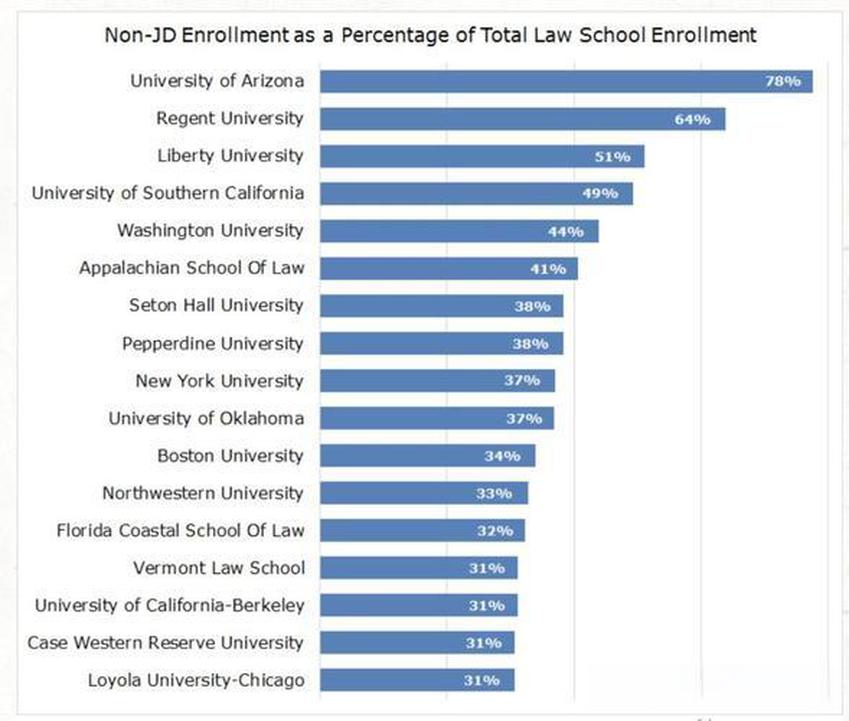 Non-JD Enrollment as a Percentage of Total Law School Enrollment
University of Arizona 78%
Regent University 64%
Liberty University 51%
University of Southern California 49%
Washington University 44%
Appalachian School Of Law 41%
Seton Hall University 38%
Pepperdine University 38%
New York University 37%
University of Oklahoma 37%
Boston University 34%
Northwestern University 33%
Florida Coastal School Of Law 32%
Vermont Law School 31%
University of California-Berkeley 31%
Case Western Reserve University 31%
Loyola University-Chicago 31%